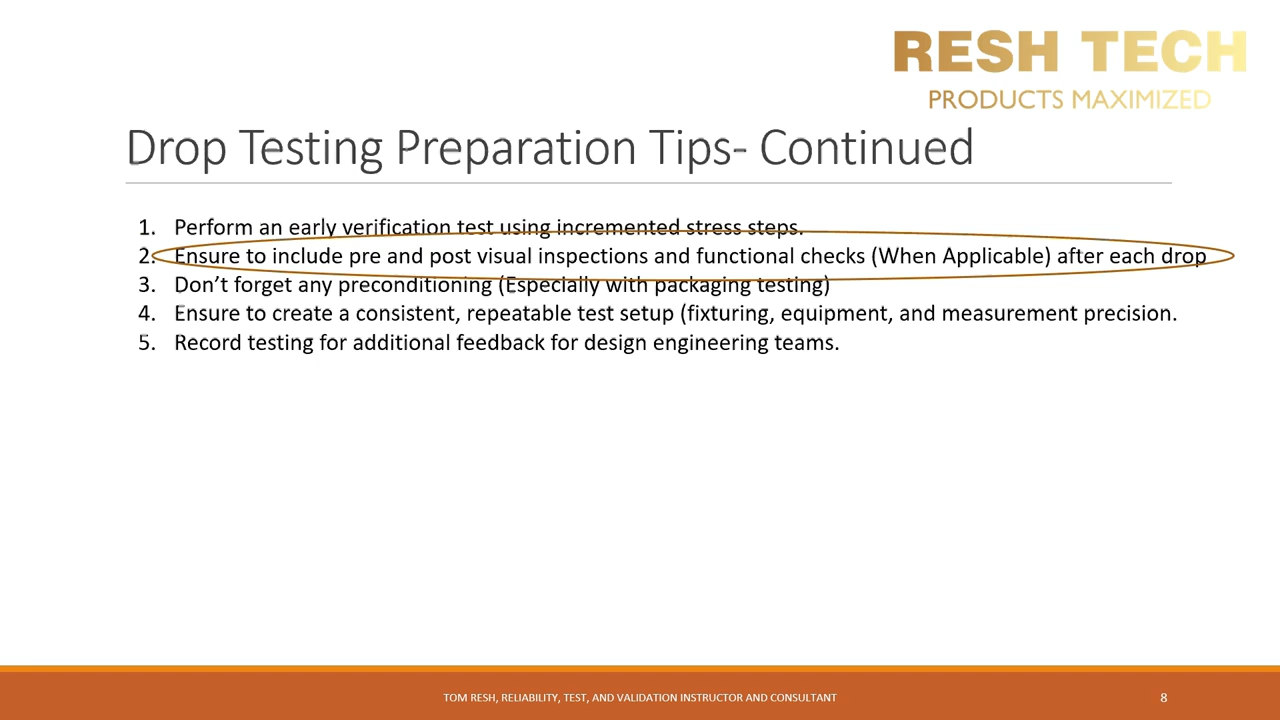 RESH TECH
PRODUCTS MAXIMIZED
Drop Testing Preparation Tips- Continued
1. Perform an early verification test using incremented stress steps.
2. Ensure to include pre and post visual inspections and functional checks (When Applicable) after each drop
3. Don’t forget any preconditioning (Especially with packaging testing)
4. Ensure to create a consistent, repeatable test setup (fixturing, equipment, and measurement precision.
5. Record testing for additional feedback for design engineering teams.
TOM RESH, RELIABILITY, TEST, AND VALIDATION INSTRUCTOR AND CONSULTANT
8